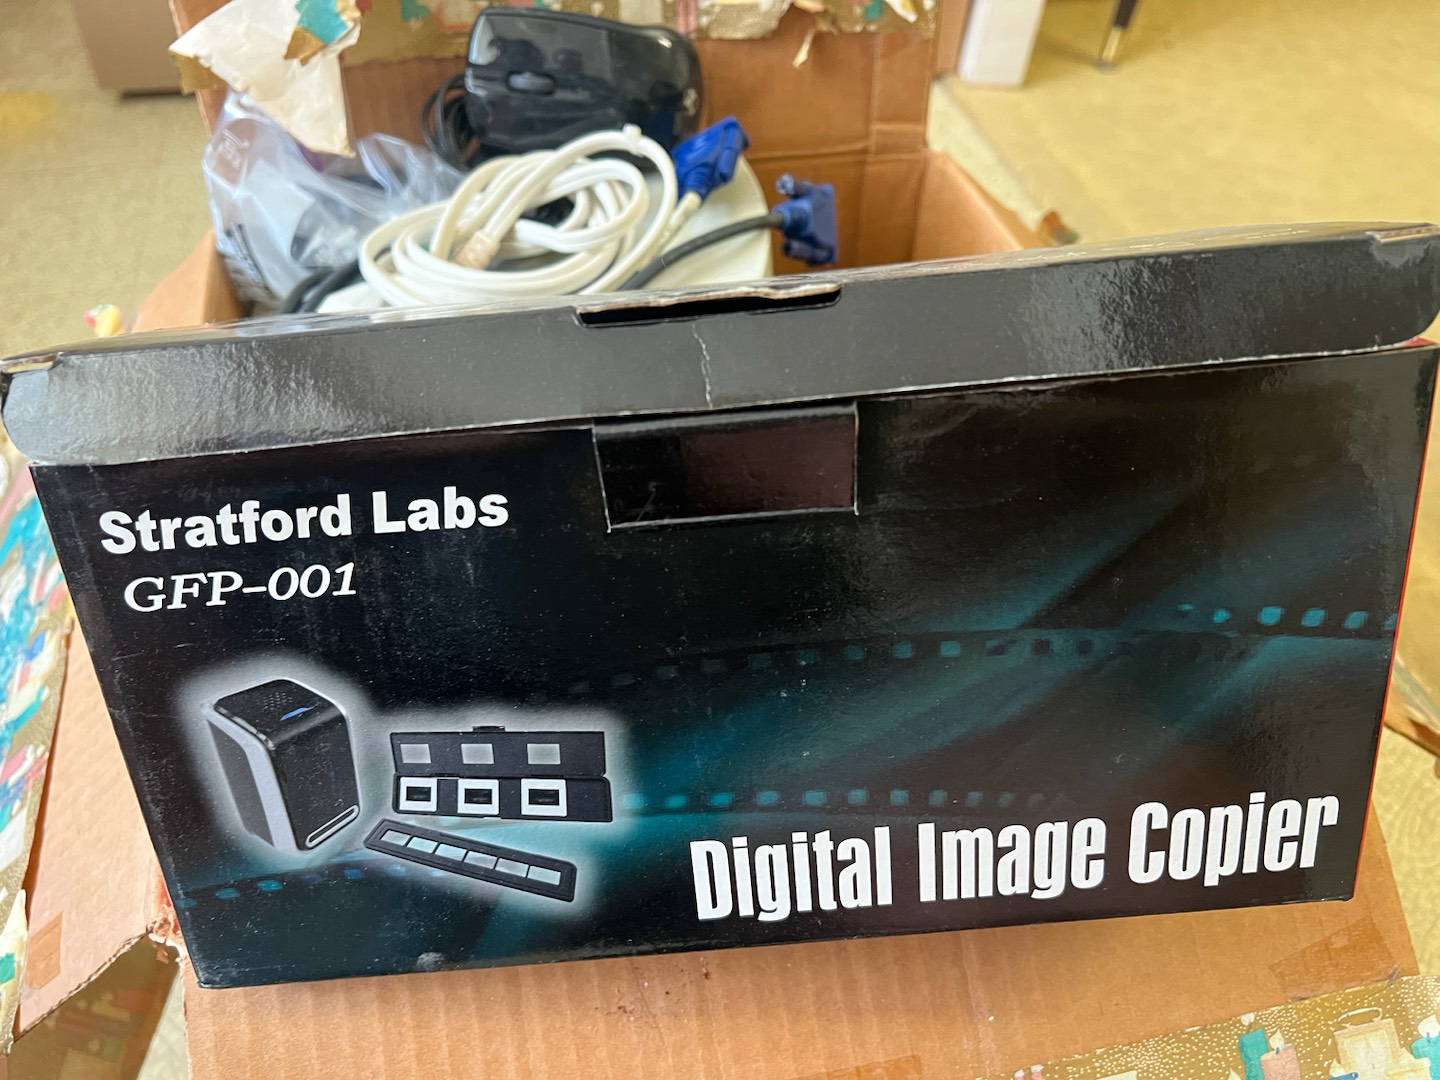 Stratford Labs
GFP-001
Digital Image Copier